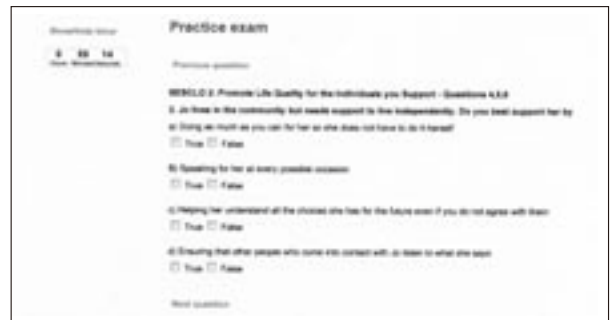 Practice exam
Previous question
2: Promote Life Quality for the Individuals you Support - Questions 4,5,6
5. Jo lives in the community but needs support to live independently. Do you best support her by
a) Doing as much as you can for her so she does not have to do it herself
True False
b) Speaking for her at every possible occasion
True False
c) Helping her understand all the choices she has for the future even if you do not agree with them
True False
d) Ensuring that other people who come into contact with Jo listen to what she says
True False
Next question